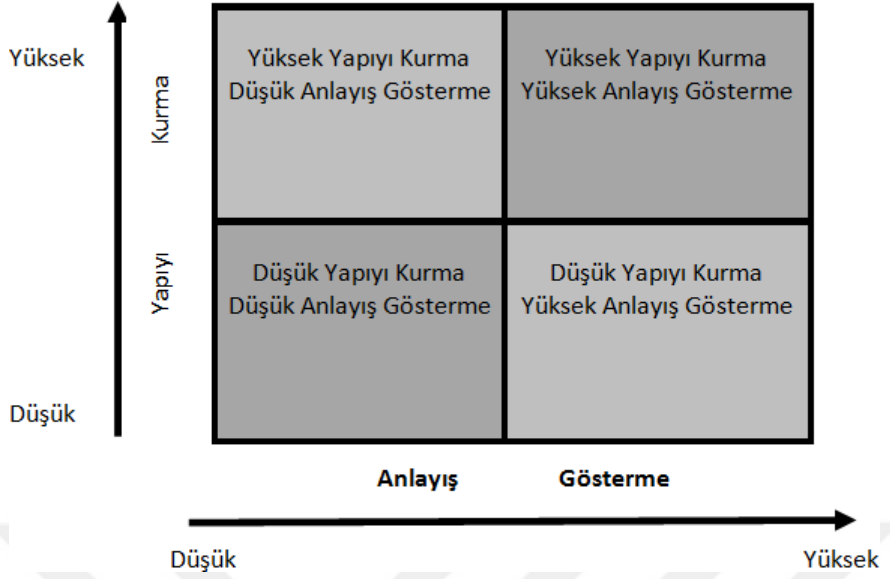 Yüksek
Kurma
Yüksek Yapıyı Kurma
Düşük Anlayış Gösterme
Yüksek Yapıyı Kurma
Yüksek Anlayış Gösterme
Yapıyı
Düşük Yapıyı Kurma
Düşük Anlayış Gösterme
Düşük Yapıyı Kurma
Yüksek Anlayış Gösterme
Düşük
Anlayış Gösterme
Düşük Yüksek